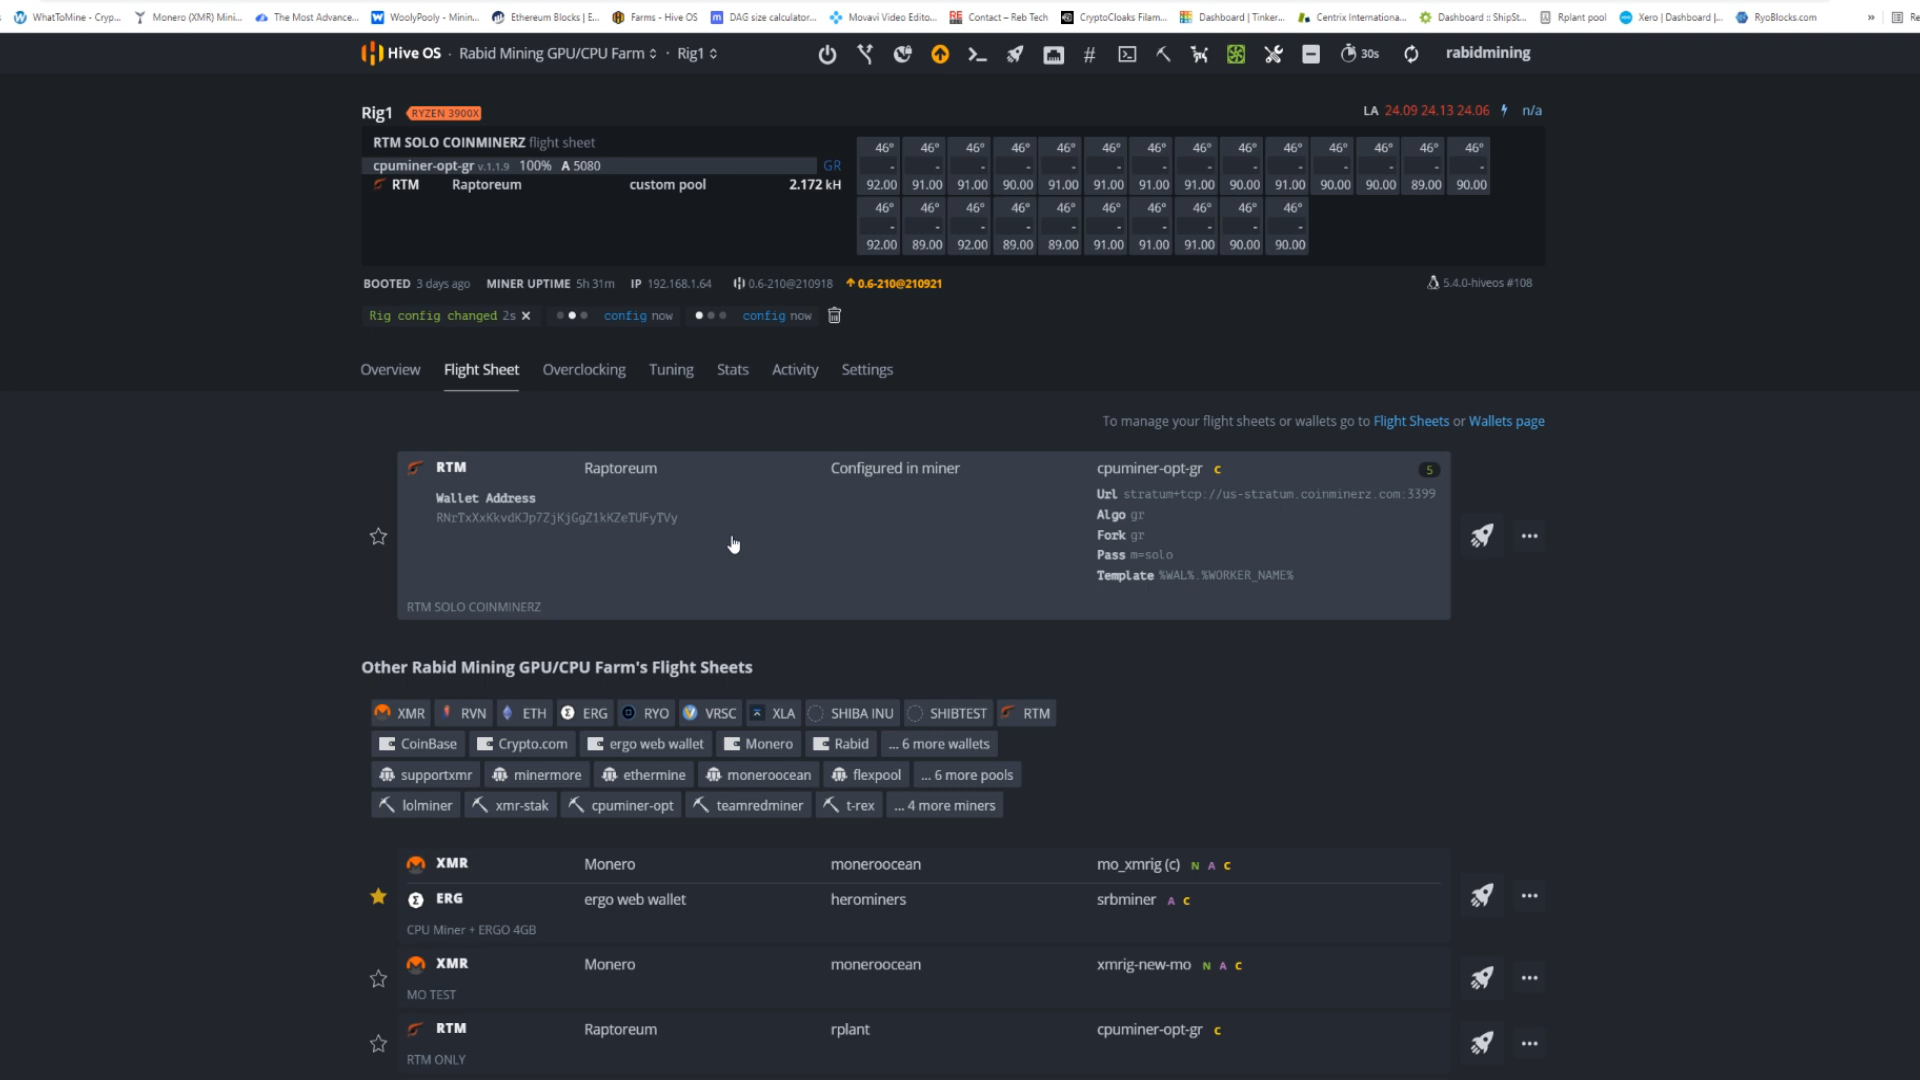 WhatToMine - Cryp... Monero (XMR) Mini... The Most Advance... WoolyPooly - Minin... Ethereum Blocks | E... Farms - Hive OS DAG size calculator... Movavi Video Edito... Contact – Reb Tech CryptoCloaks Filam... Dashboard | Tinker... Centrix Internationa... Dashboard :: ShipSt... Rplant pool Xero | Dashboard |... RyoBlocks.com » Re
Hive OS · Rabid Mining GPU/CPU Farm Rig1 # 30s rabidmining
Rig1 RYZEN 3900X LA 24.09 24.13 24.06 n/a
RTM SOLO COINMINERZ flight sheet
cpuminer-opt-gr v.1.1.9 100% A 5080 GR
RTM Raptoreum custom pool 2.172 kH
46° 46° 46° 46° 46° 46° 46° 46° 46° 46° 46° 46° 46° 46°
- - - - - - - - - - - - - -
92.00 91.00 91.00 90.00 91.00 91.00 91.00 91.00 90.00 91.00 90.00 90.00 89.00 90.00
46° 46° 46° 46° 46° 46° 46° 46° 46° 46°
- - - - - - - - - -
92.00 89.00 92.00 89.00 89.00 91.00 91.00 91.00 90.00 90.00
BOOTED 3 days ago MINER UPTIME 5h 31m IP 192.168.1.64 0.6-210@210918 0.6-210@210921 5.4.0-hiveos #108
Rig config changed 2s × config now config now
Overview Flight Sheet Overclocking Tuning Stats Activity Settings
To manage your flight sheets or wallets go to Flight Sheets or Wallets page
RTM Raptoreum Configured in miner cpuminer-opt-gr C 5
Wallet Address Url stratum+tcp://us-stratum.coinminerz.com:3399
RNrTxXxKkvdKJp7ZjKjGgZ1kKZeTUFyTVy Algo gr
Fork gr
Pass m=solo
Template %WAL%.%WORKER_NAME%
RTM SOLO COINMINERZ
Other Rabid Mining GPU/CPU Farm's Flight Sheets
XMR RVN ETH ERG RYO VRSC XLA SHIBA INU SHIBTEST RTM
CoinBase Crypto.com ergo web wallet Monero Rabid ... 6 more wallets
supportxmr minermore ethermine moneroocean flexpool ... 6 more pools
lolminer xmr-stak cpuminer-opt teamredminer t-rex ... 4 more miners
XMR Monero moneroocean mo_xmrig (c) N A C
ERG ergo web wallet herominers srbminer A C
CPU Miner + ERGO 4GB
XMR Monero moneroocean xmrig-new-mo N A C
MO TEST
RTM Raptoreum rplant cpuminer-opt-gr C
RTM ONLY